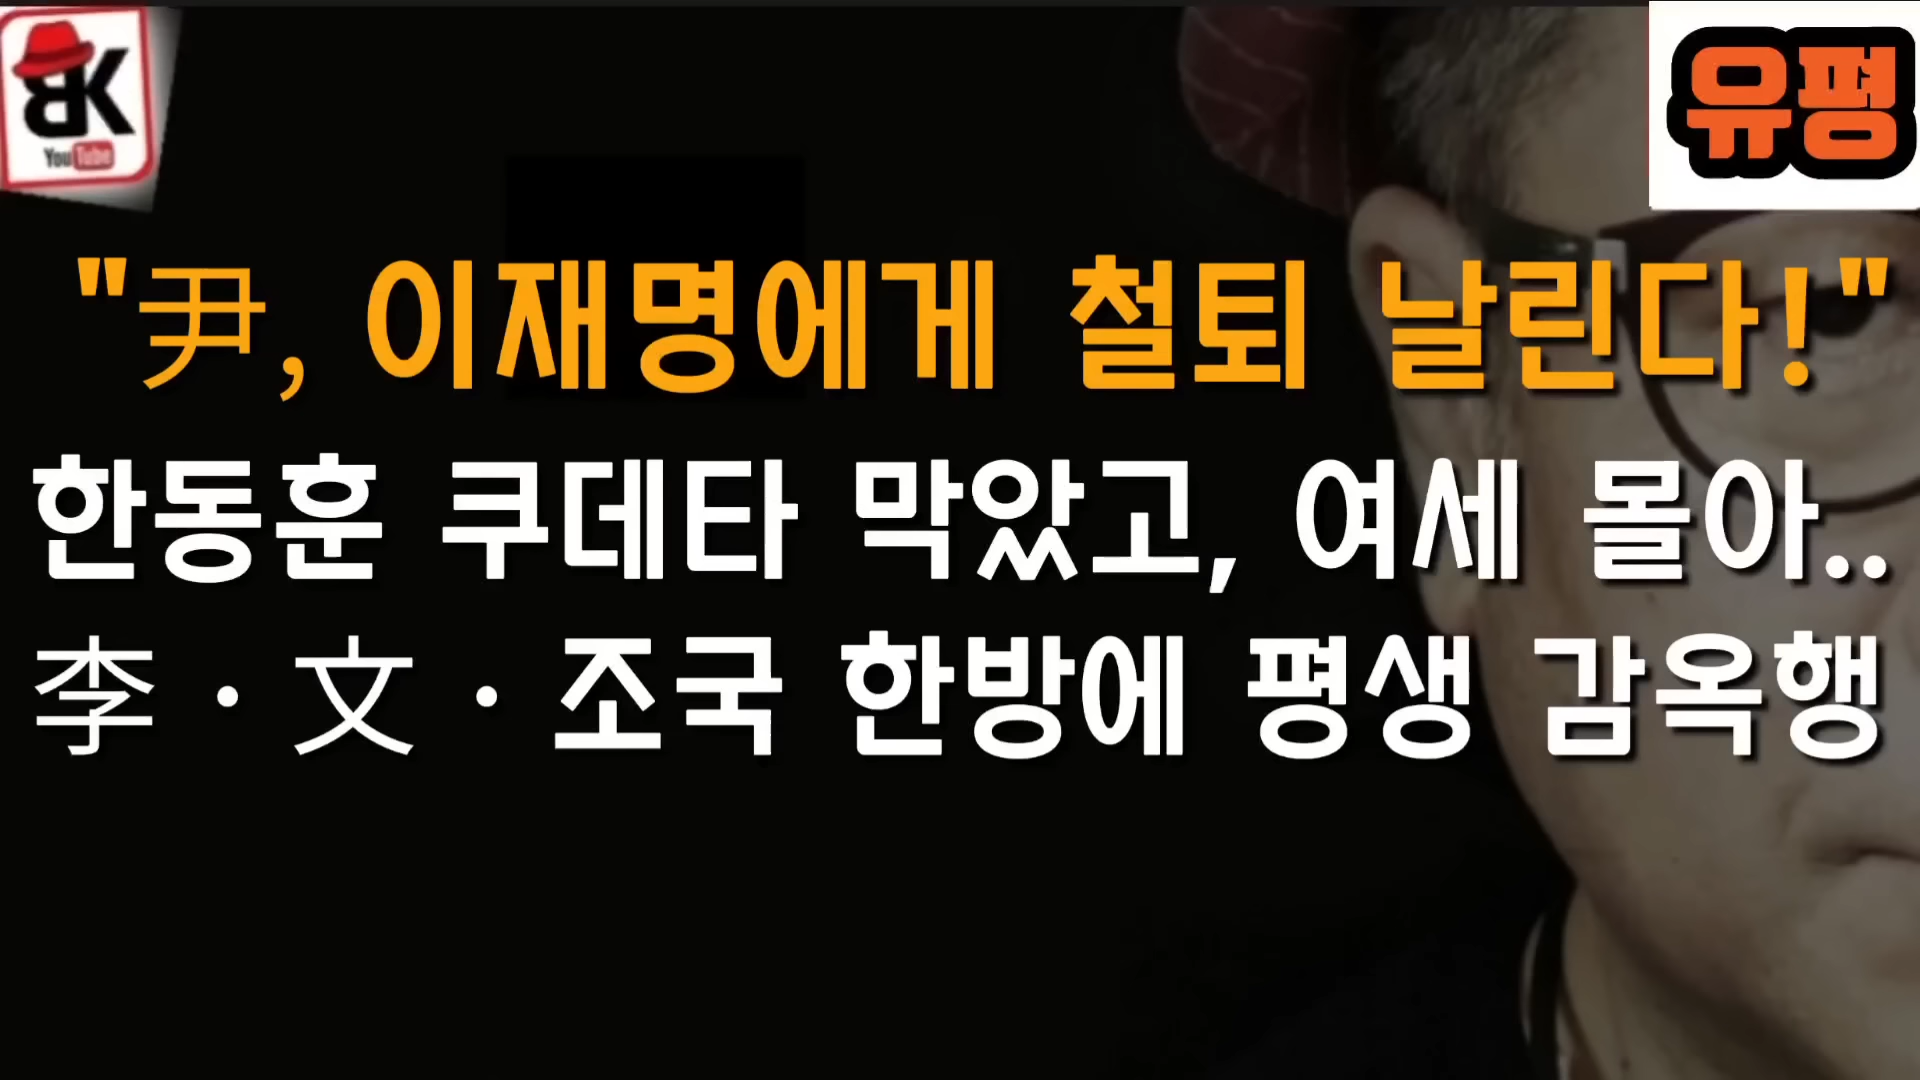 BK
YouTube
유평
"尹, 이재명에게 철퇴 날린다!"
한동훈 쿠데타 막았고, 여세 몰아..
李 · 文 · 조국 한방에 평생 감옥행